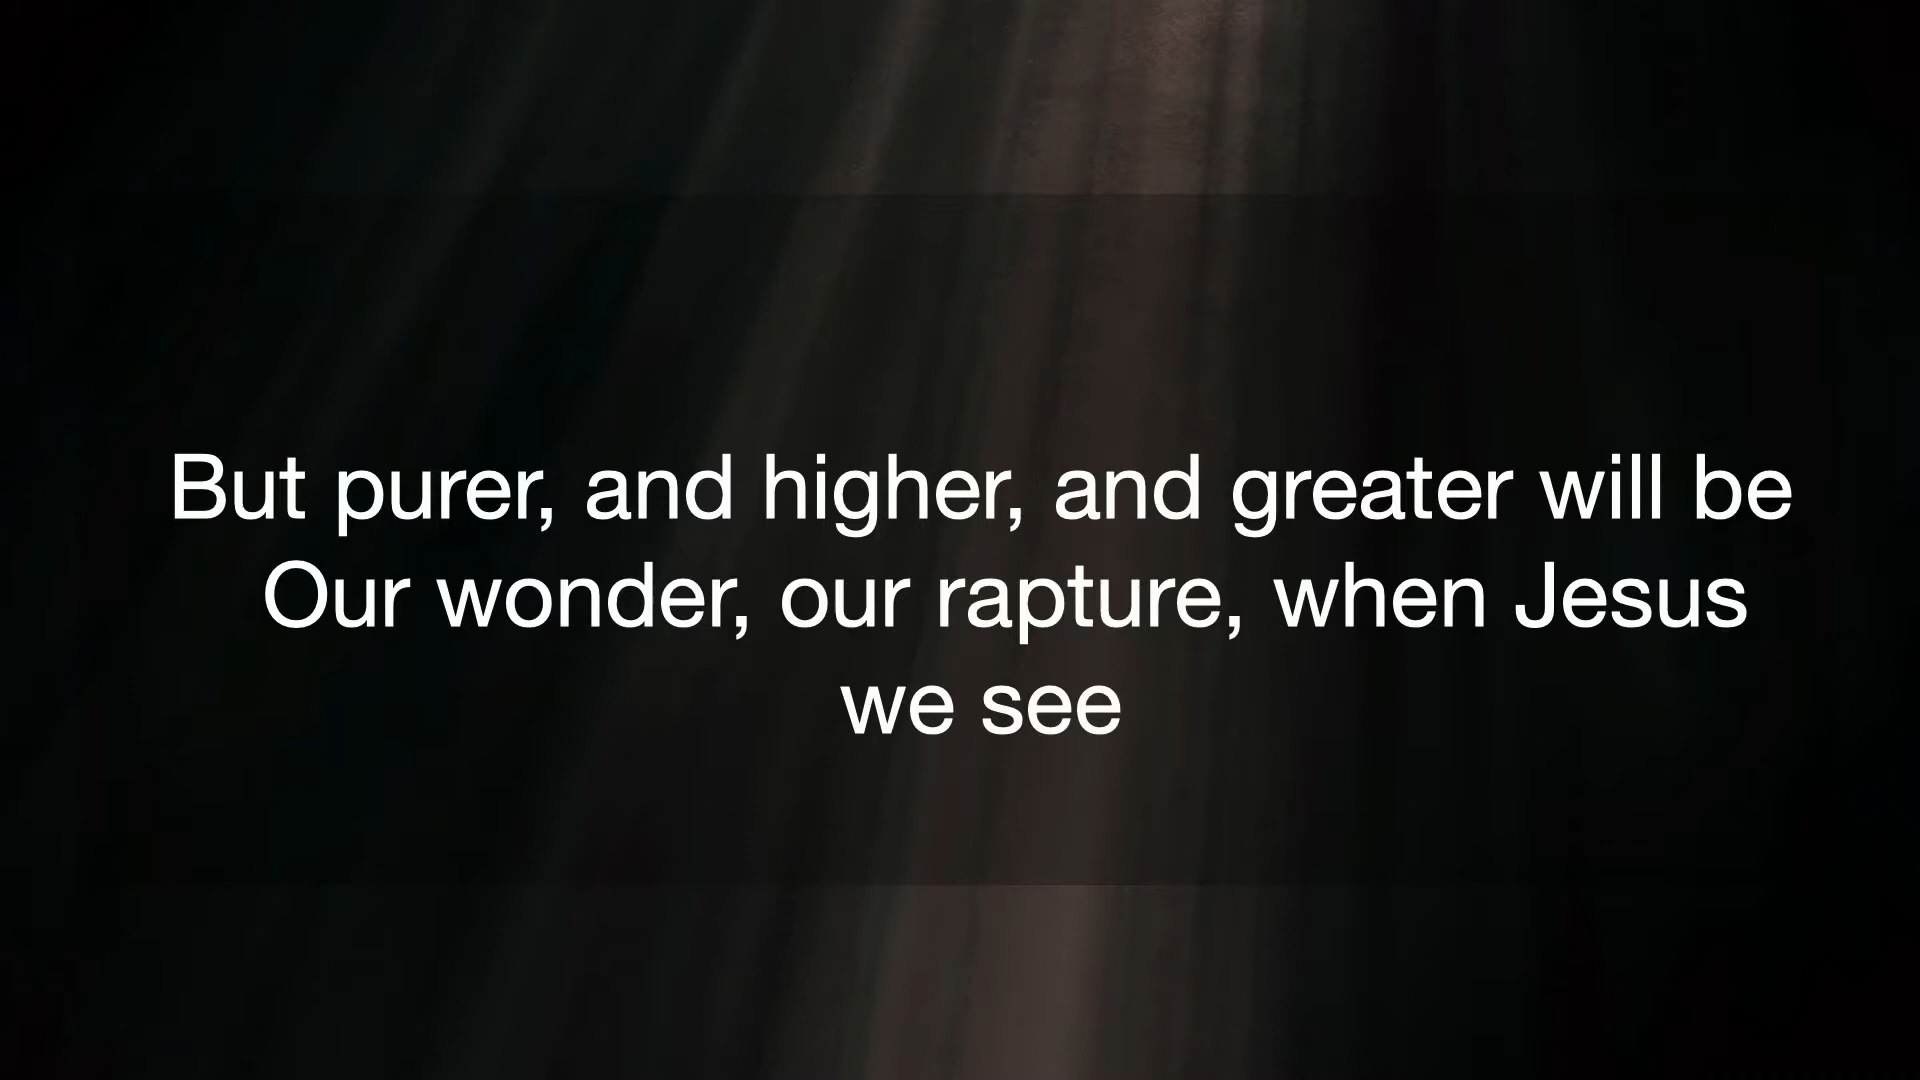 But purer, and higher, and greater will be
Our wonder, our rapture, when Jesus
we see